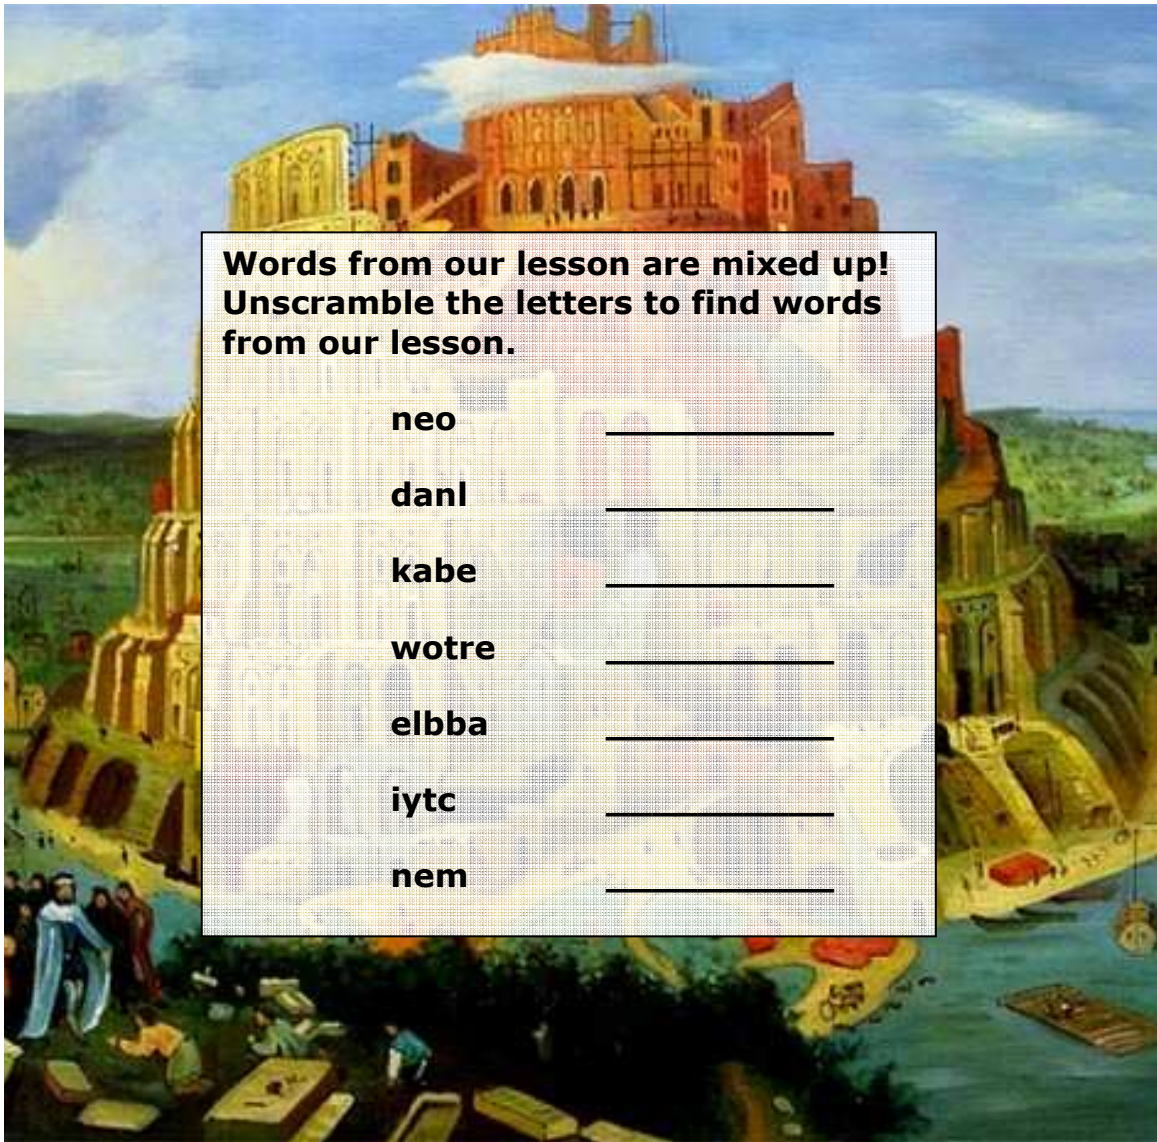 Words from our lesson are mixed up!
Unscramble the letters to find words
from our lesson.
neo
danl
kabe
wotre
elbba
iytc
nem